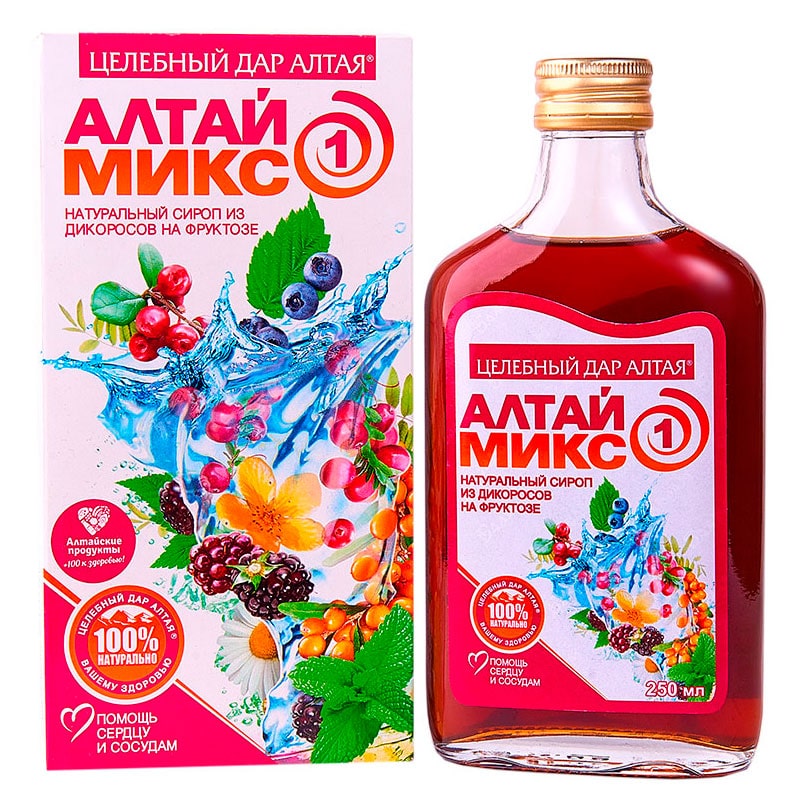 ЦЕЛЕБНЫЙ ДАР АЛТАЯ®
АЛТАЙ
МИКС 1
НАТУРАЛЬНЫЙ СИРОП ИЗ
ДИКОРОСОВ НА ФРУКТОЗЕ
Алтайские
продукты
+100 к здоровью!
ЦЕЛЕБНЫЙ ДАР АЛТАЯ®
100%
НАТУРАЛЬНО
ВАШЕМУ ЗДОРОВЬЮ
ПОМОЩЬ
СЕРДЦУ
И СОСУДАМ
ЦЕЛЕБНЫЙ ДАР АЛТАЯ®
АЛТАЙ
МИКС 1
НАТУРАЛЬНЫЙ СИРОП
ИЗ ДИКОРОСОВ
НА ФРУКТОЗЕ
ЦЕЛЕБНЫЙ ДАР АЛТАЯ®
100%
НАТУРАЛЬНО
ВАШЕМУ ЗДОРОВЬЮ
ПОМОЩЬ
СЕРДЦУ
И СОСУДАМ
250 мл